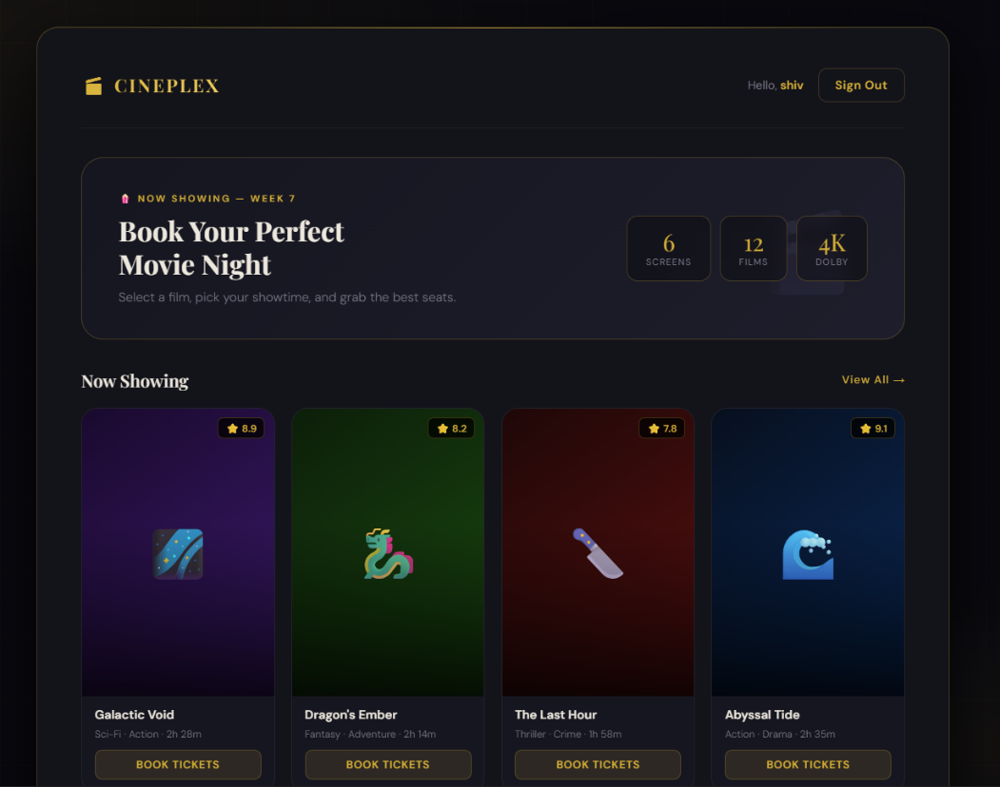 CINEPLEX
Hello, shiv
Sign Out
NOW SHOWING — WEEK 7
Book Your Perfect
Movie Night
Select a film, pick your showtime, and grab the best seats.
6
SCREENS
12
FILMS
4K
DOLBY
Now Showing
View All →
8.9
8.2
7.8
9.1
Galactic Void
Sci-Fi · Action · 2h 28m
BOOK TICKETS
Dragon's Ember
Fantasy · Adventure · 2h 14m
BOOK TICKETS
The Last Hour
Thriller · Crime · 1h 58m
BOOK TICKETS
Abyssal Tide
Action · Drama · 2h 35m
BOOK TICKETS